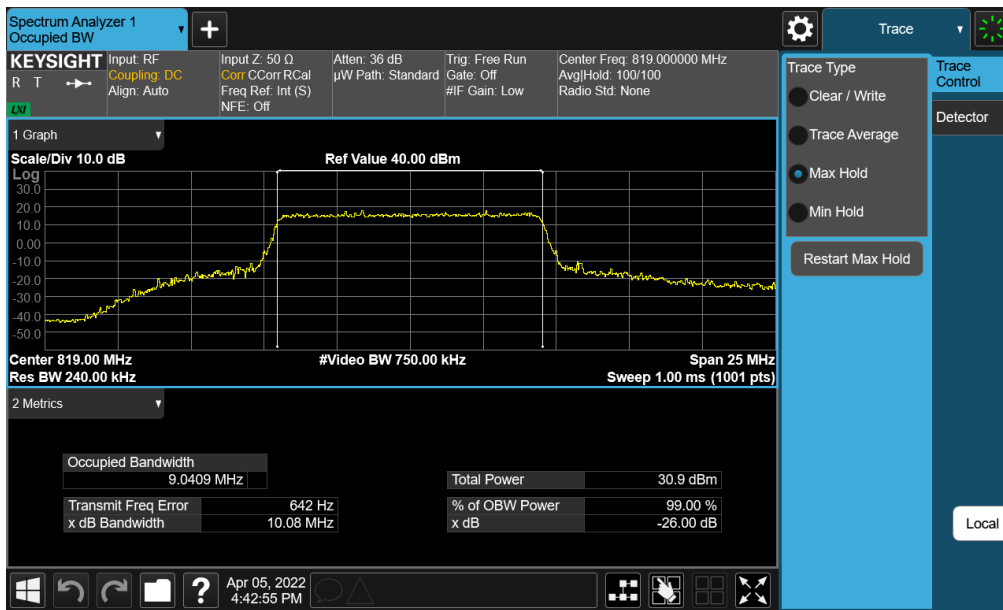 Spectrum Analyzer 1
Occupied BW
+
Trace
KEYSIGHT
R T
LXI
Input: RF
Coupling: DC
Align: Auto
Input Z: 50 Ω
Corr CCorr RCal
Freq Ref: Int (S)
NFE: Off
Atten: 36 dB
µW Path: Standard
Trig: Free Run
Gate: Off
#IF Gain: Low
Center Freq: 819.000000 MHz
Avg|Hold: 100/100
Radio Std: None
Trace Type
Clear / Write
Trace Average
Max Hold
Min Hold
Restart Max Hold
Trace
Control
Detector
Local
1 Graph
Scale/Div 10.0 dB
Ref Value 40.00 dBm
Log
30.0
20.0
10.0
0.00
-10.0
-20.0
-30.0
-40.0
-50.0
Center 819.00 MHz
#Video BW 750.00 kHz
Span 25 MHz
Res BW 240.00 kHz
Sweep 1.00 ms (1001 pts)
2 Metrics
Occupied Bandwidth
9.0409 MHz
Total Power 30.9 dBm
Transmit Freq Error 642 Hz
% of OBW Power 99.00 %
x dB Bandwidth 10.08 MHz
x dB -26.00 dB
?
Apr 05, 2022
4:42:55 PM